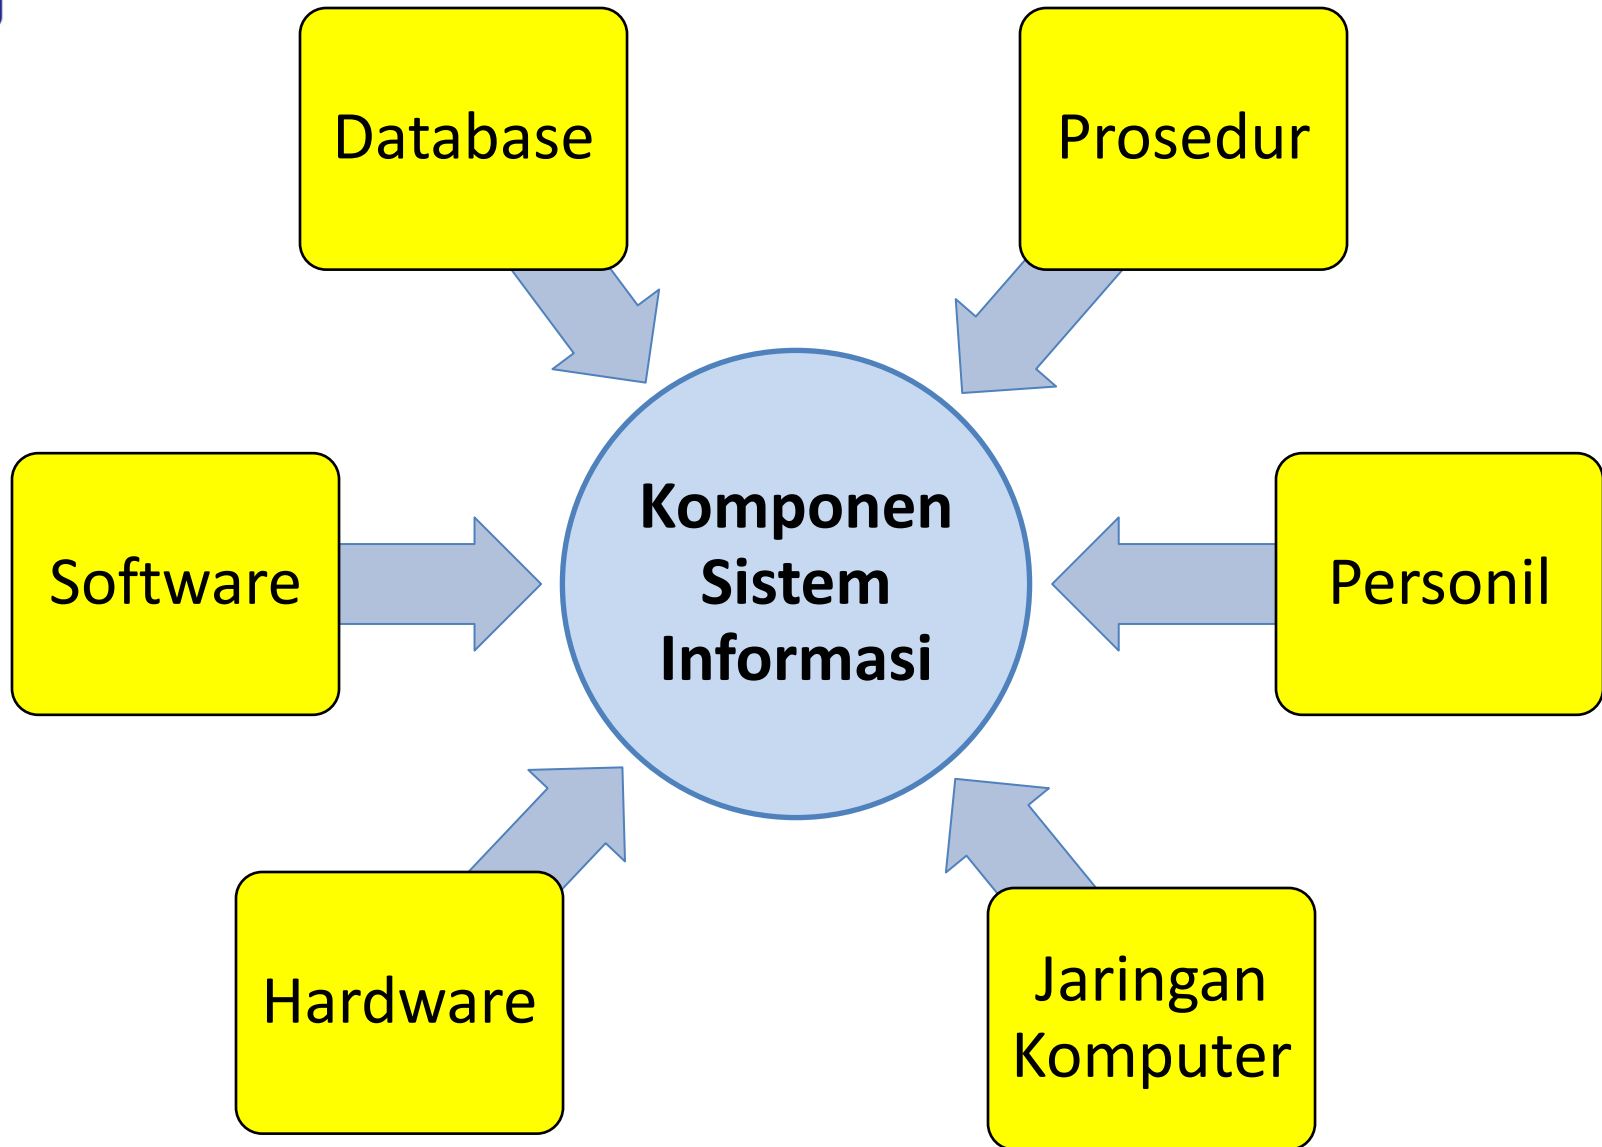 Database
Prosedur
Software
Komponen
Sistem
Informasi
Personil
Hardware
Jaringan
Komputer